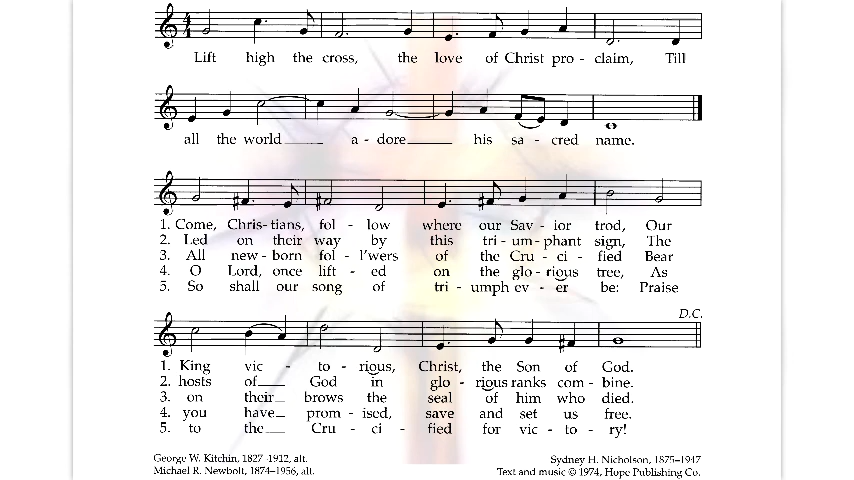 Lift high the cross, the love of Christ pro - claim, Till
all the world a - dore his sa - cred name.
1. Come, Chris - tians, fol - low where our Sav - ior trod, Our
2. Led on their way by this tri - um - phant sign, The
3. All new - born fol - l'wers of the Cru - ci - fied Bear
4. O Lord, once lift - ed on the glo - rious tree, As
5. So shall our song of tri - umph ev - er be: Praise
D.C.
1. King vic - to - rious, Christ, the Son of God.
2. hosts of God in glo - rious ranks com - bine.
3. on their brows the seal of him who died.
4. you have prom - ised, save and set us free.
5. to the Cru - ci - fied for vic - to - ry!
George W. Kitchin, 1827-1912, alt.
Michael R. Newbolt, 1874–1956, alt.
Sydney H. Nicholson, 1875–1947
Text and music © 1974, Hope Publishing Co.